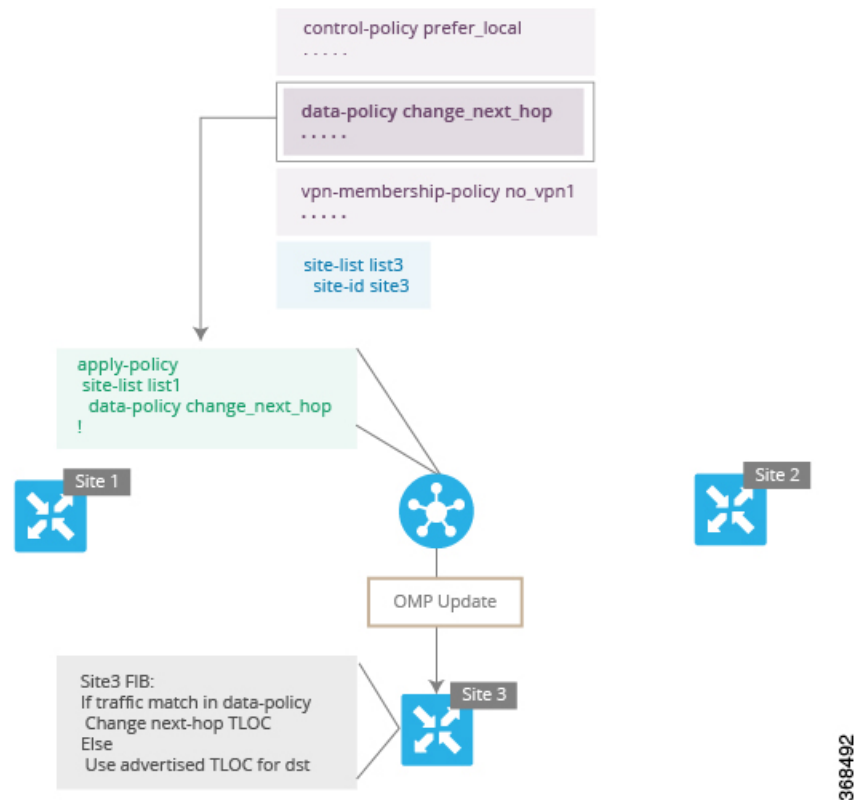 control-policy prefer_local
. . . . .
data-policy change_next_hop
. . . . .
vpn-membership-policy no_vpn1
. . . . .
site-list list3
site-id site3
apply-policy
site-list list1
data-policy change_next_hop
!
Site 1
Site 2
OMP Update
Site 3
Site3 FIB:
If traffic match in data-policy
Change next-hop TLOC
Else
Use advertised TLOC for dst
368492